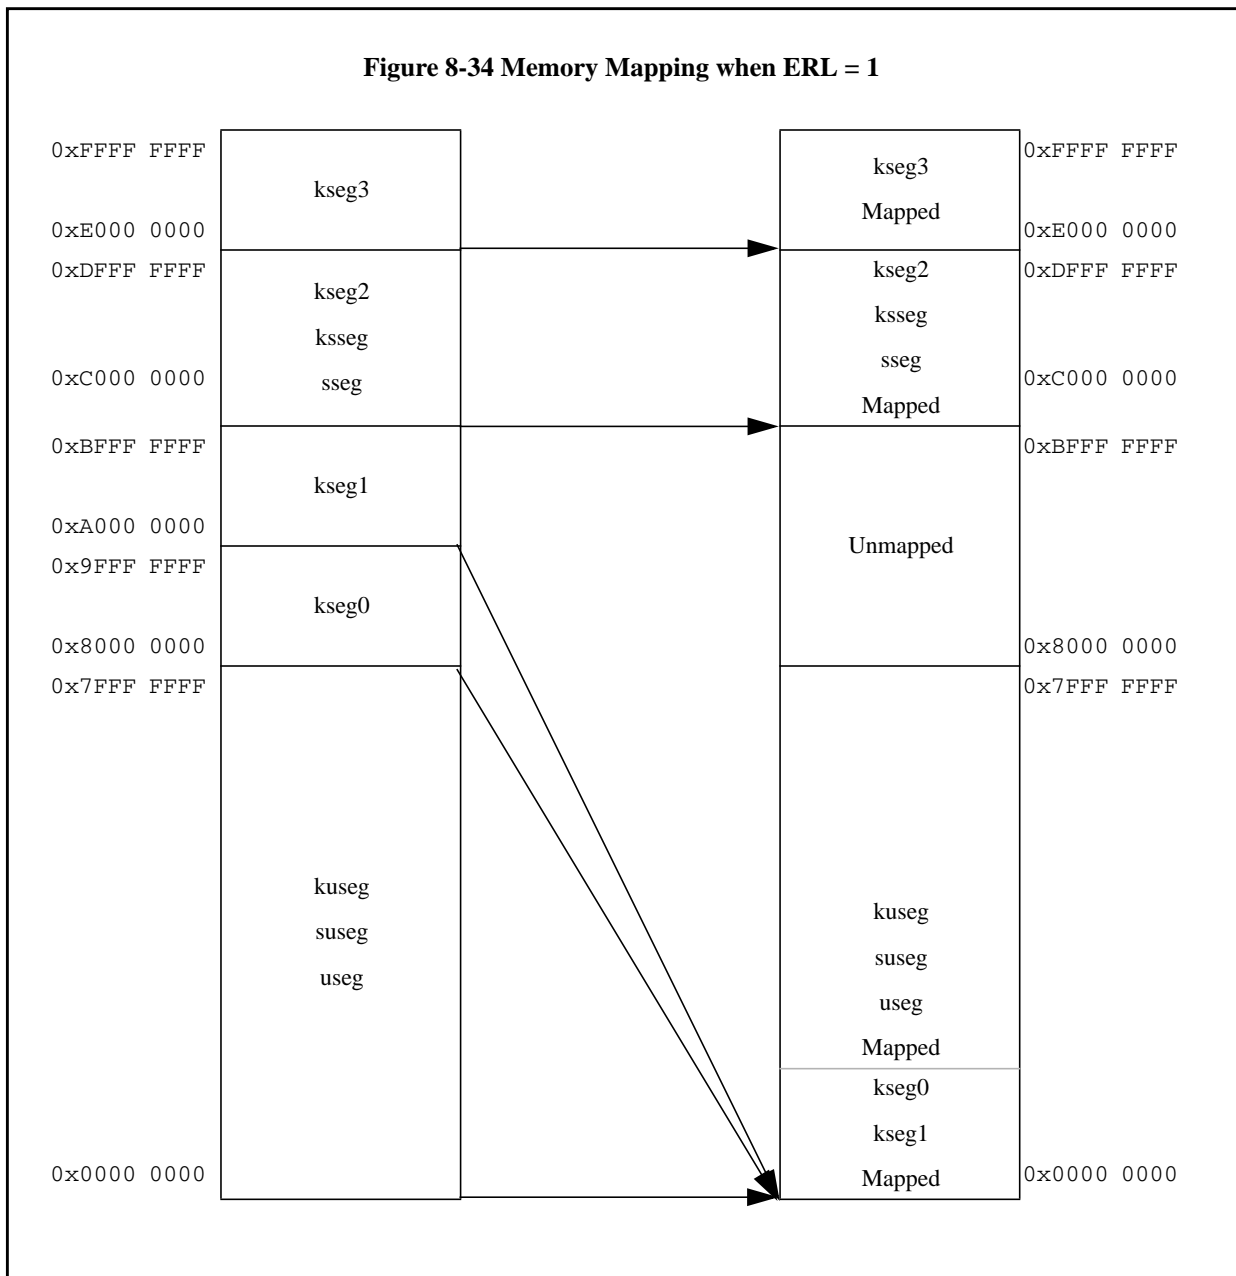 Figure 8-34 Memory Mapping when ERL = 1
0xFFFF FFFF
kseg3
0xE000 0000
0xDFFF FFFF
kseg2
ksseg
sseg
0xC000 0000
0xBFFF FFFF
kseg1
0xA000 0000
0x9FFF FFFF
kseg0
0x8000 0000
0x7FFF FFFF
kuseg
suseg
useg
0x0000 0000
kseg3
Mapped
0xFFFF FFFF
0xE000 0000
kseg2
ksseg
sseg
Mapped
0xDFFF FFFF
0xC000 0000
0xBFFF FFFF
Unmapped
0x8000 0000
0x7FFF FFFF
kuseg
suseg
useg
Mapped
kseg0
kseg1
Mapped
0x0000 0000